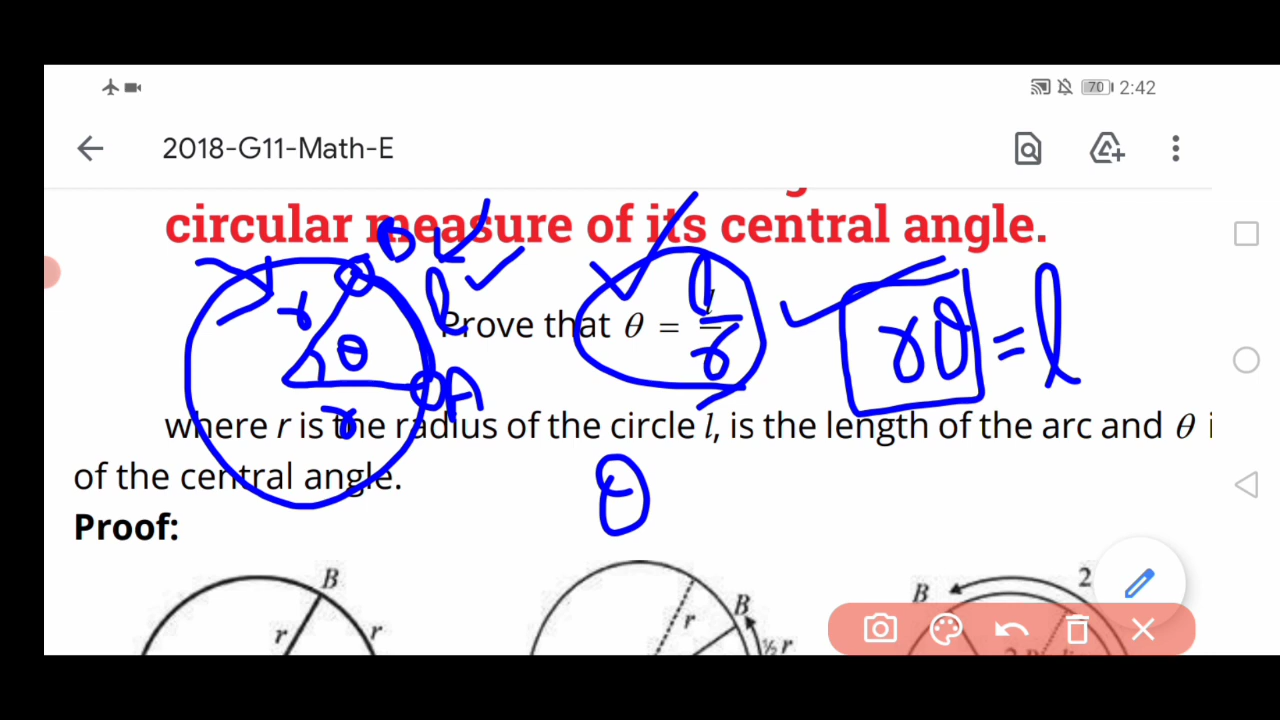 70 2:42
2018-G11-Math-E
circular measure of its central angle.
B
l
r θ
r A
Prove that θ = l/r
l/r
rθ = l
where r is the radius of the circle l, is the length of the arc and θ i
of the central angle.
θ
Proof:
B r r
B r ½r
B 2